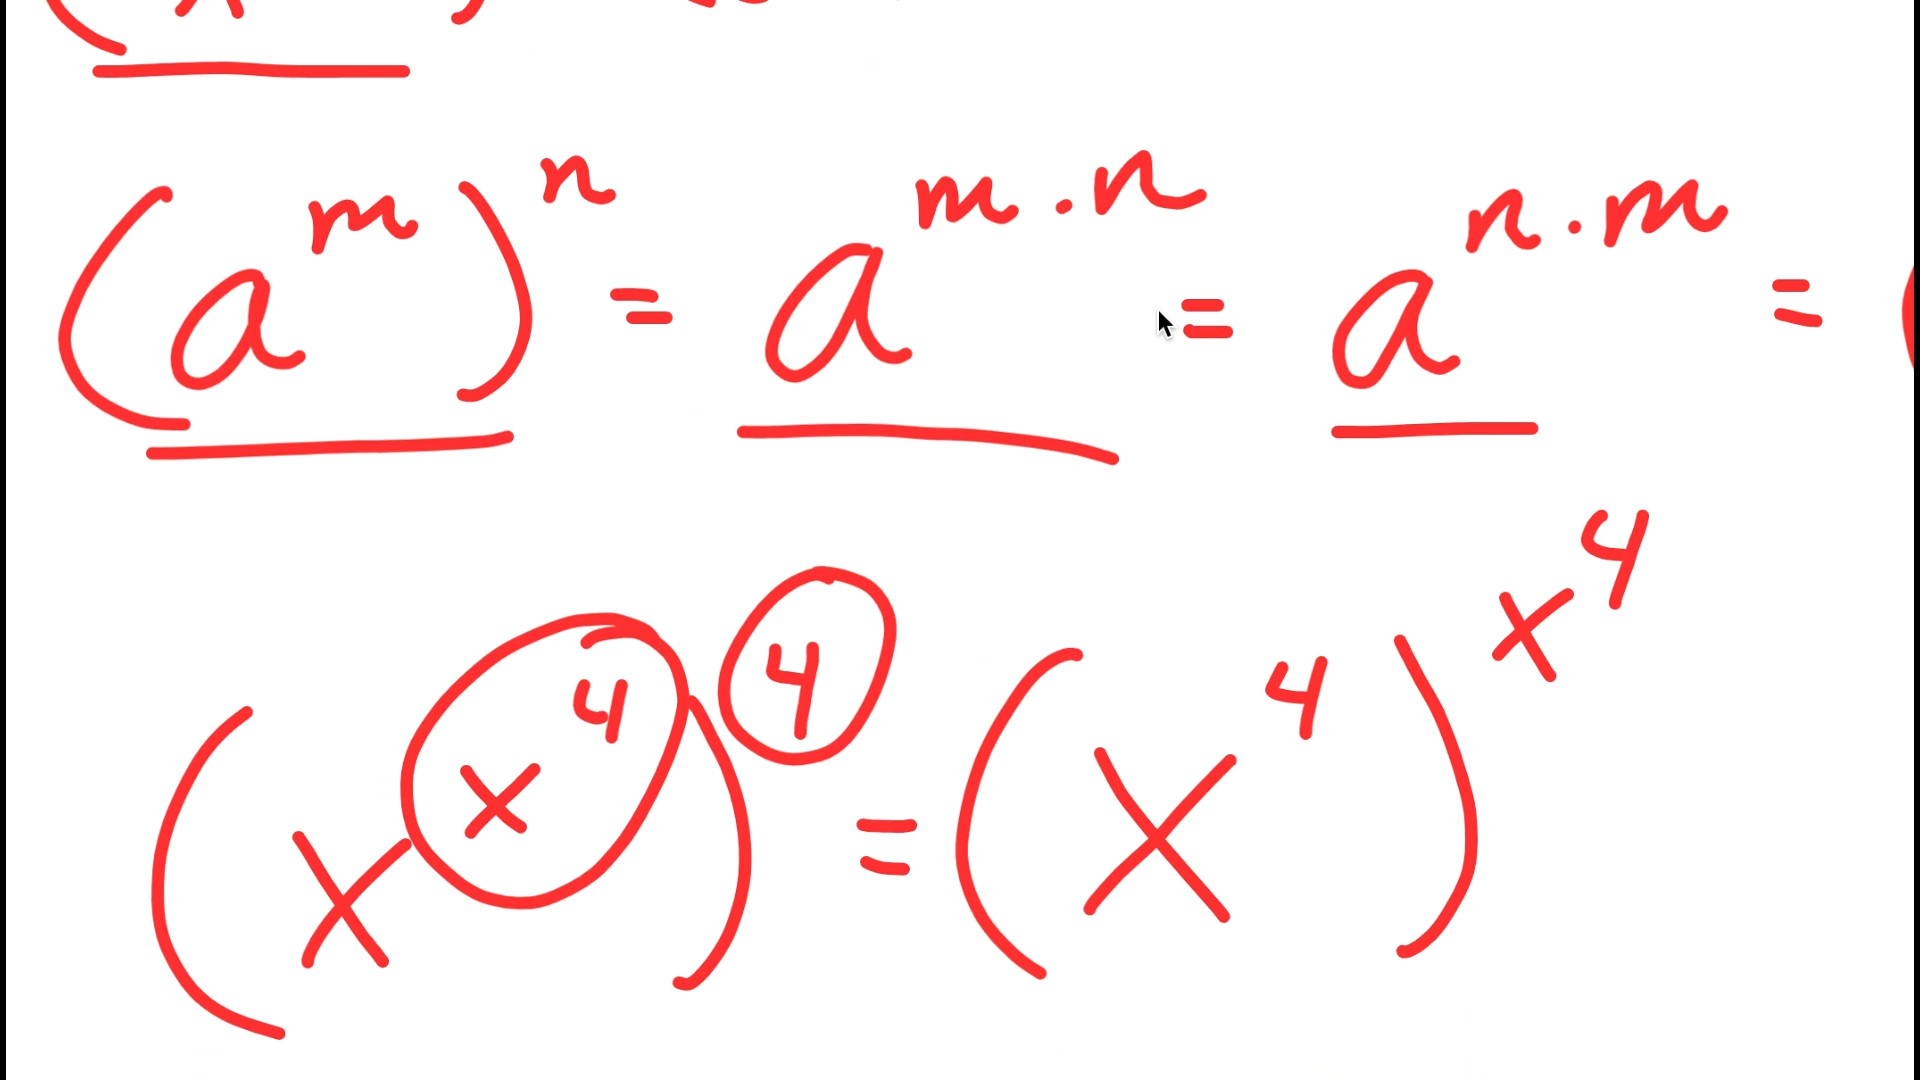 (a^m)^n = a^{m·n} = a^{n·m} = (
(x^{x^4})^4 = (x^4)^{x^4}